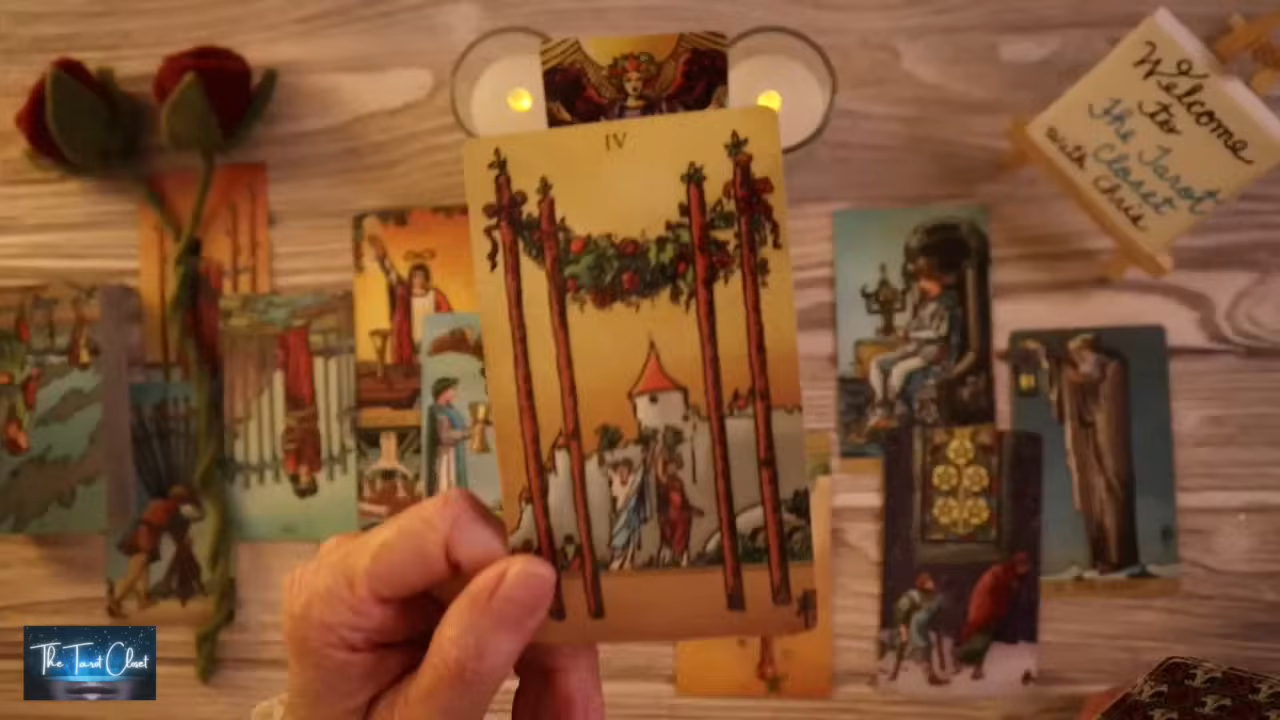 IV
Welcome
to
The Tarot
Closet
with Chris
The Tarot Closet